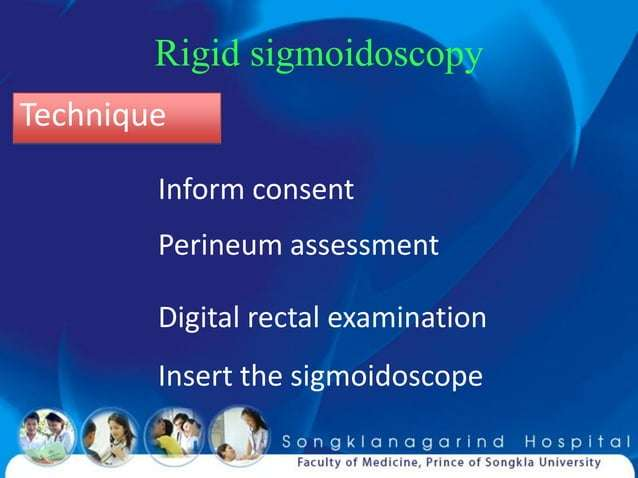 Rigid sigmoidoscopy
Technique
Inform consent
Perineum assessment
Digital rectal examination
Insert the sigmoidoscope
Songklanagarind Hospital
Faculty of Medicine, Prince of Songkla University